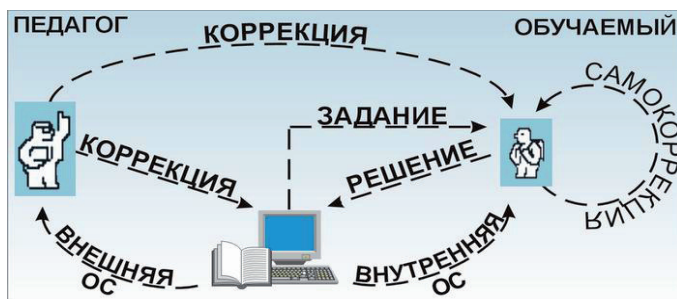 ПЕДАГОГ
ОБУЧАЕМЫЙ
КОРРЕКЦИЯ
САМОКОРРЕКЦИЯ
ЗАДАНИЕ
КОРРЕКЦИЯ
РЕШЕНИЕ
ВНЕШНЯЯ
ОС
ВНУТРЕННЯЯ
ОС